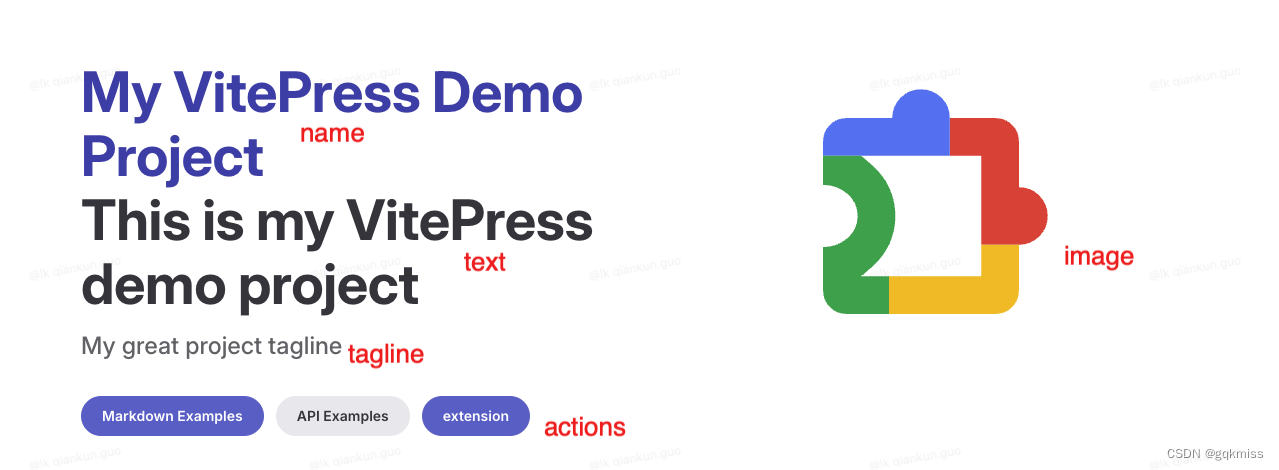 My VitePress Demo
Project
name
This is my VitePress
demo project
text
My great project tagline
tagline
Markdown Examples
API Examples
extension
actions
image
CSDN @gqkmiss